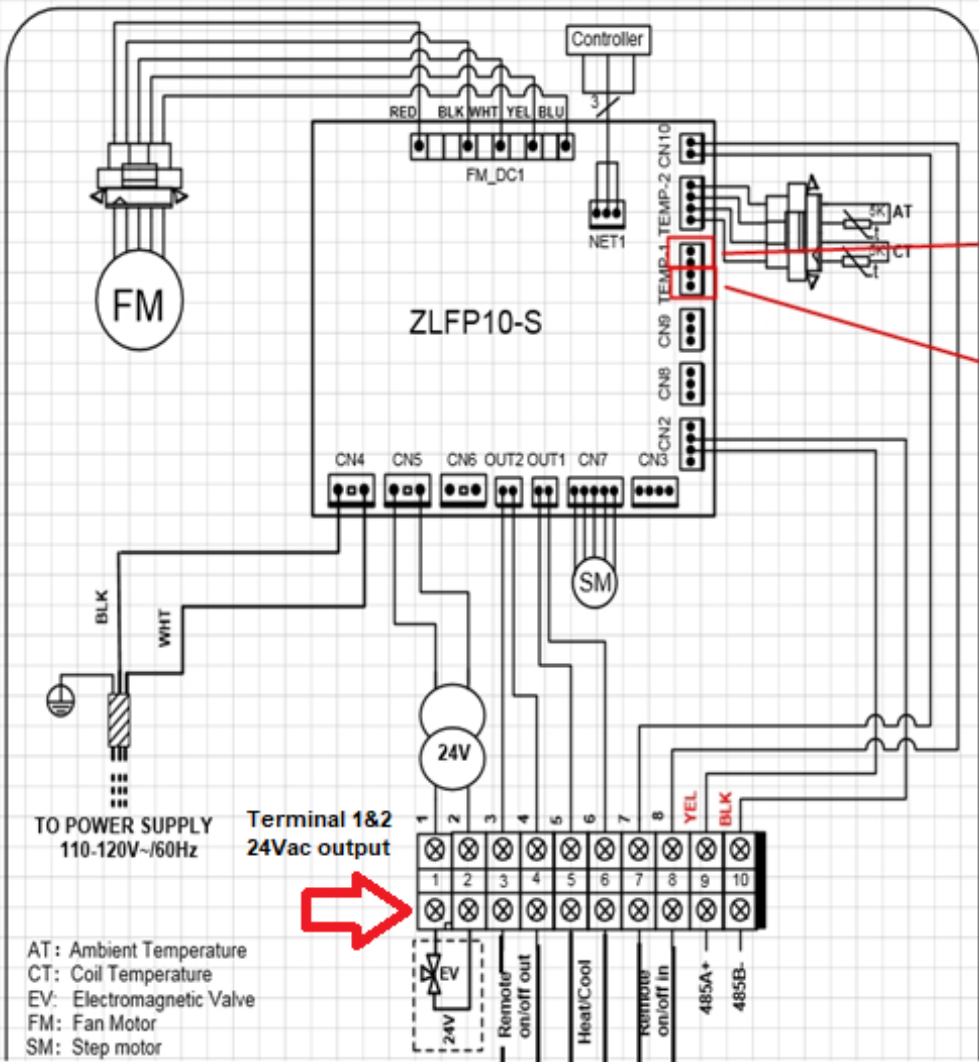 Controller
3
RED BLK WHT YEL BLU
FM_DC1
NET1
CN10
TEMP-2
TEMP-1
CN9
CN8
CN2
5K AT
t
CT
t
FM
ZLFP10-S
CN4 CN5 CN6 OUT2 OUT1 CN7 CN3
SM
BLK
WHT
24V
TO POWER SUPPLY
110-120V~/60Hz
Terminal 1&2
24Vac output
1 2 3 4 5 6 7 8 YEL BLK
1 2 3 4 5 6 7 8 9 10
EV
24V
Remote
on/off out
Heat/Cool
Remote
on/off in
485A+
485B-
AT: Ambient Temperature
CT: Coil Temperature
EV: Electromagnetic Valve
FM: Fan Motor
SM: Step motor